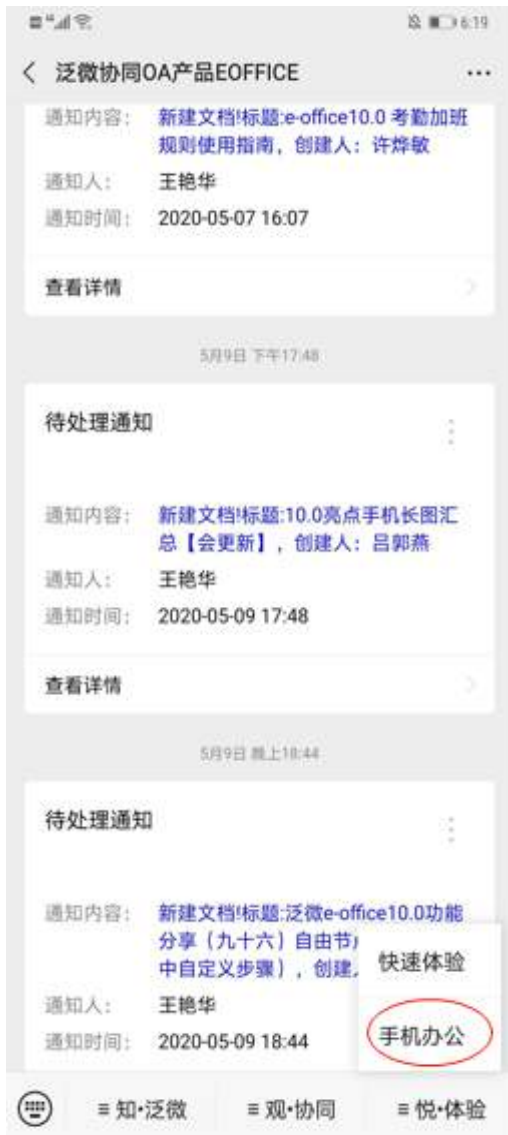 6:19
泛微协同OA产品EOFFICE
通知内容： 新建文档!标题:e-office10.0 考勤加班
规则使用指南，创建人：许烨敏
通知人： 王艳华
通知时间： 2020-05-07 16:07
查看详情
5月9日 下午17:48
待处理通知
通知内容： 新建文档!标题:10.0亮点手机长图汇
总【会更新】，创建人：吕郭燕
通知人： 王艳华
通知时间： 2020-05-09 17:48
查看详情
5月9日 晚上18:44
待处理通知
通知内容： 新建文档!标题:泛微e-office10.0功能
分享（九十六）自由节
中自定义步骤），创建
通知人： 王艳华
通知时间： 2020-05-09 18:44
快速体验
手机办公
≡ 知·泛微 ≡ 观·协同 ≡ 悦·体验